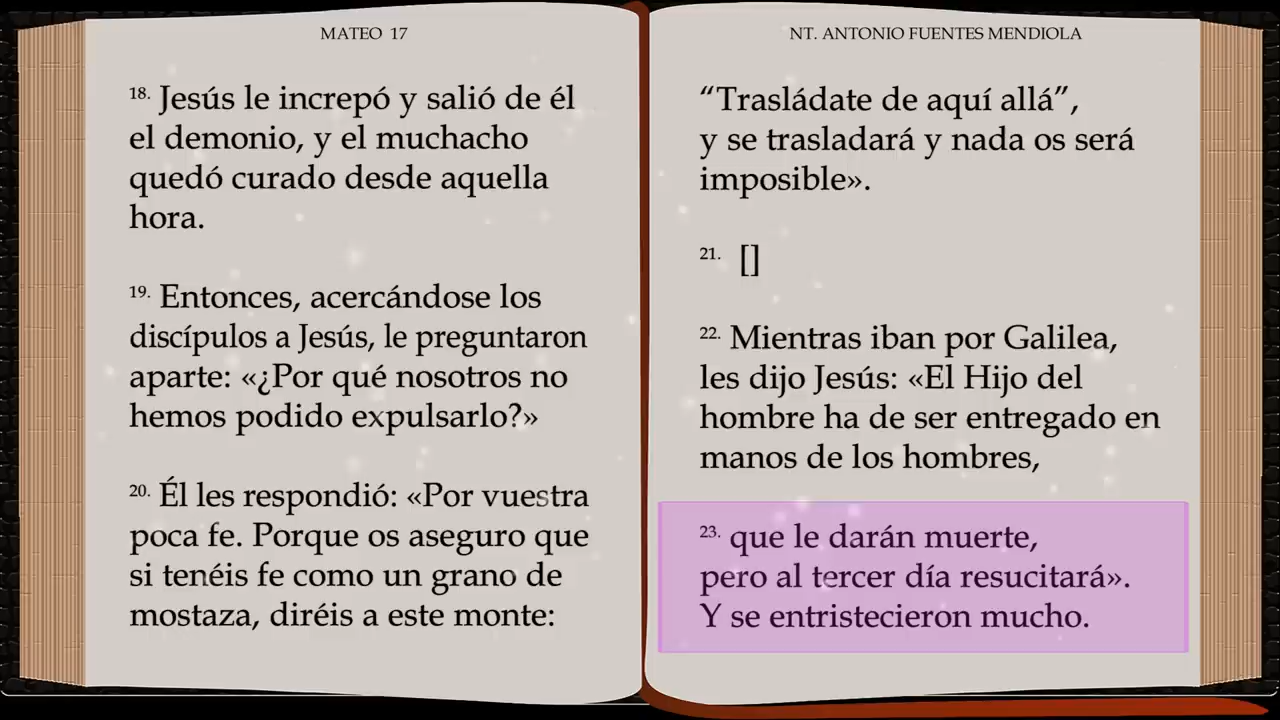 MATEO 17
18. Jesús le increpó y salió de él
el demonio, y el muchacho
quedó curado desde aquella
hora.
19. Entonces, acercándose los
discípulos a Jesús, le preguntaron
aparte: «¿Por qué nosotros no
hemos podido expulsarlo?»
20. Él les respondió: «Por vuestra
poca fe. Porque os aseguro que
si tenéis fe como un grano de
mostaza, diréis a este monte:
NT. ANTONIO FUENTES MENDIOLA
“Trasládate de aquí allá”,
y se trasladará y nada os será
imposible».
21. []
22. Mientras iban por Galilea,
les dijo Jesús: «El Hijo del
hombre ha de ser entregado en
manos de los hombres,
23. que le darán muerte,
pero al tercer día resucitará».
Y se entristecieron mucho.